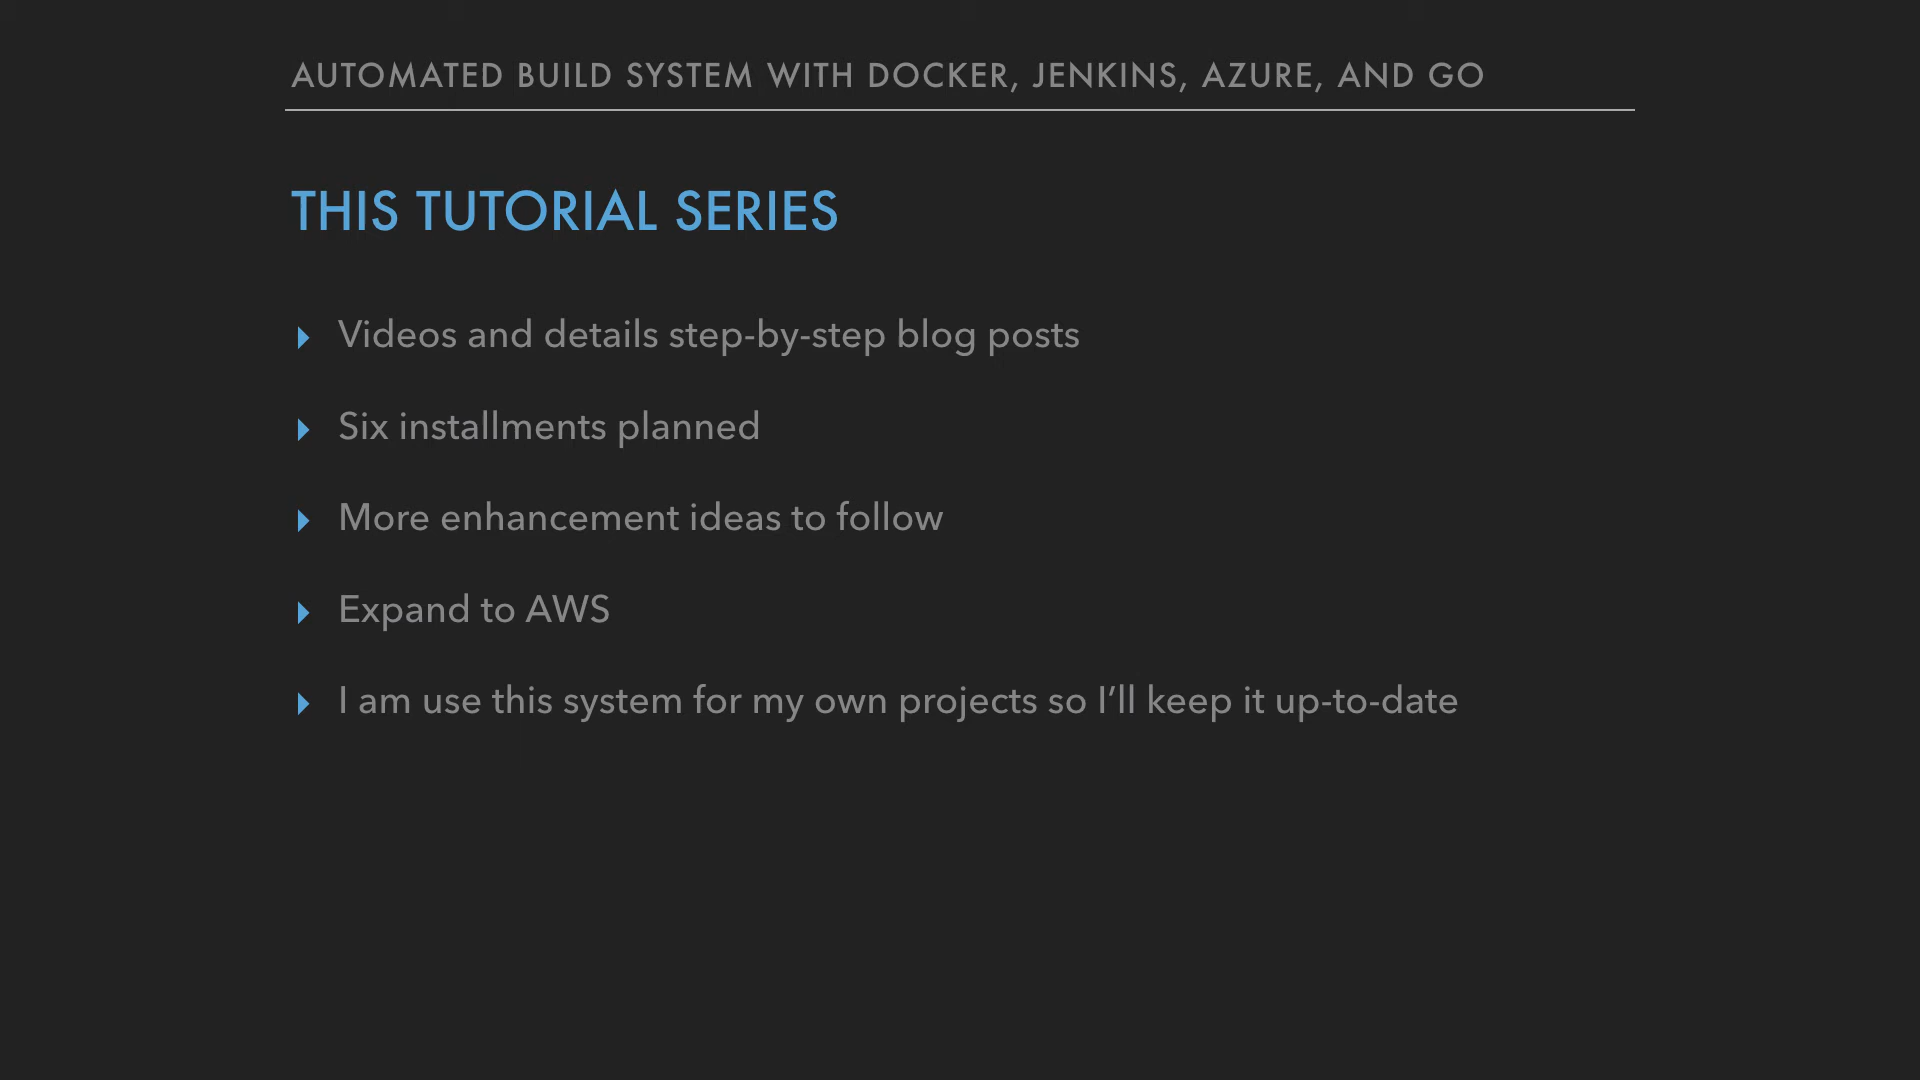 AUTOMATED BUILD SYSTEM WITH DOCKER, JENKINS, AZURE, AND GO
THIS TUTORIAL SERIES
Videos and details step-by-step blog posts
Six installments planned
More enhancement ideas to follow
Expand to AWS
I am use this system for my own projects so I’ll keep it up-to-date